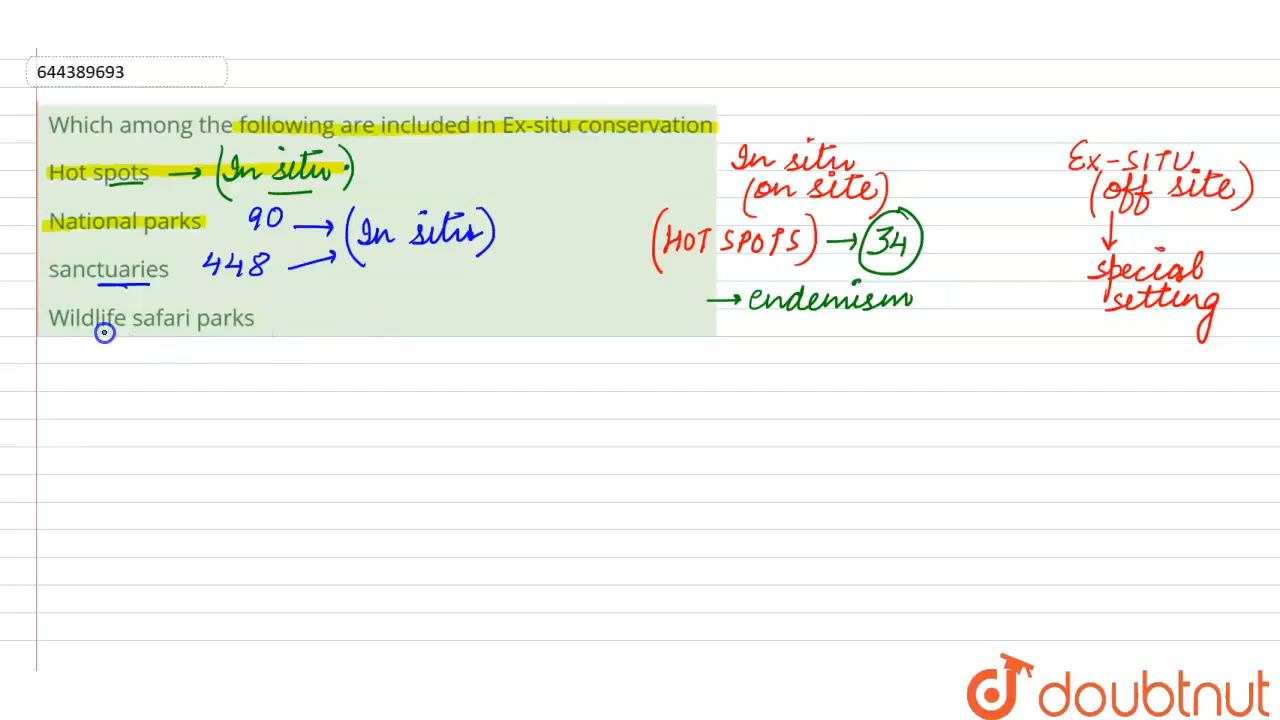 644389693
Which among the following are included in Ex-situ conservation
Hot spots → (In situ.)
National parks 90 → (In situ)
sanctuaries 448
Wildlife safari parks
In situ
(on site)
(HOT SPOTS) → 34
→ endemism
EX-SITU
(off site)
↓
special
setting
doubtnut